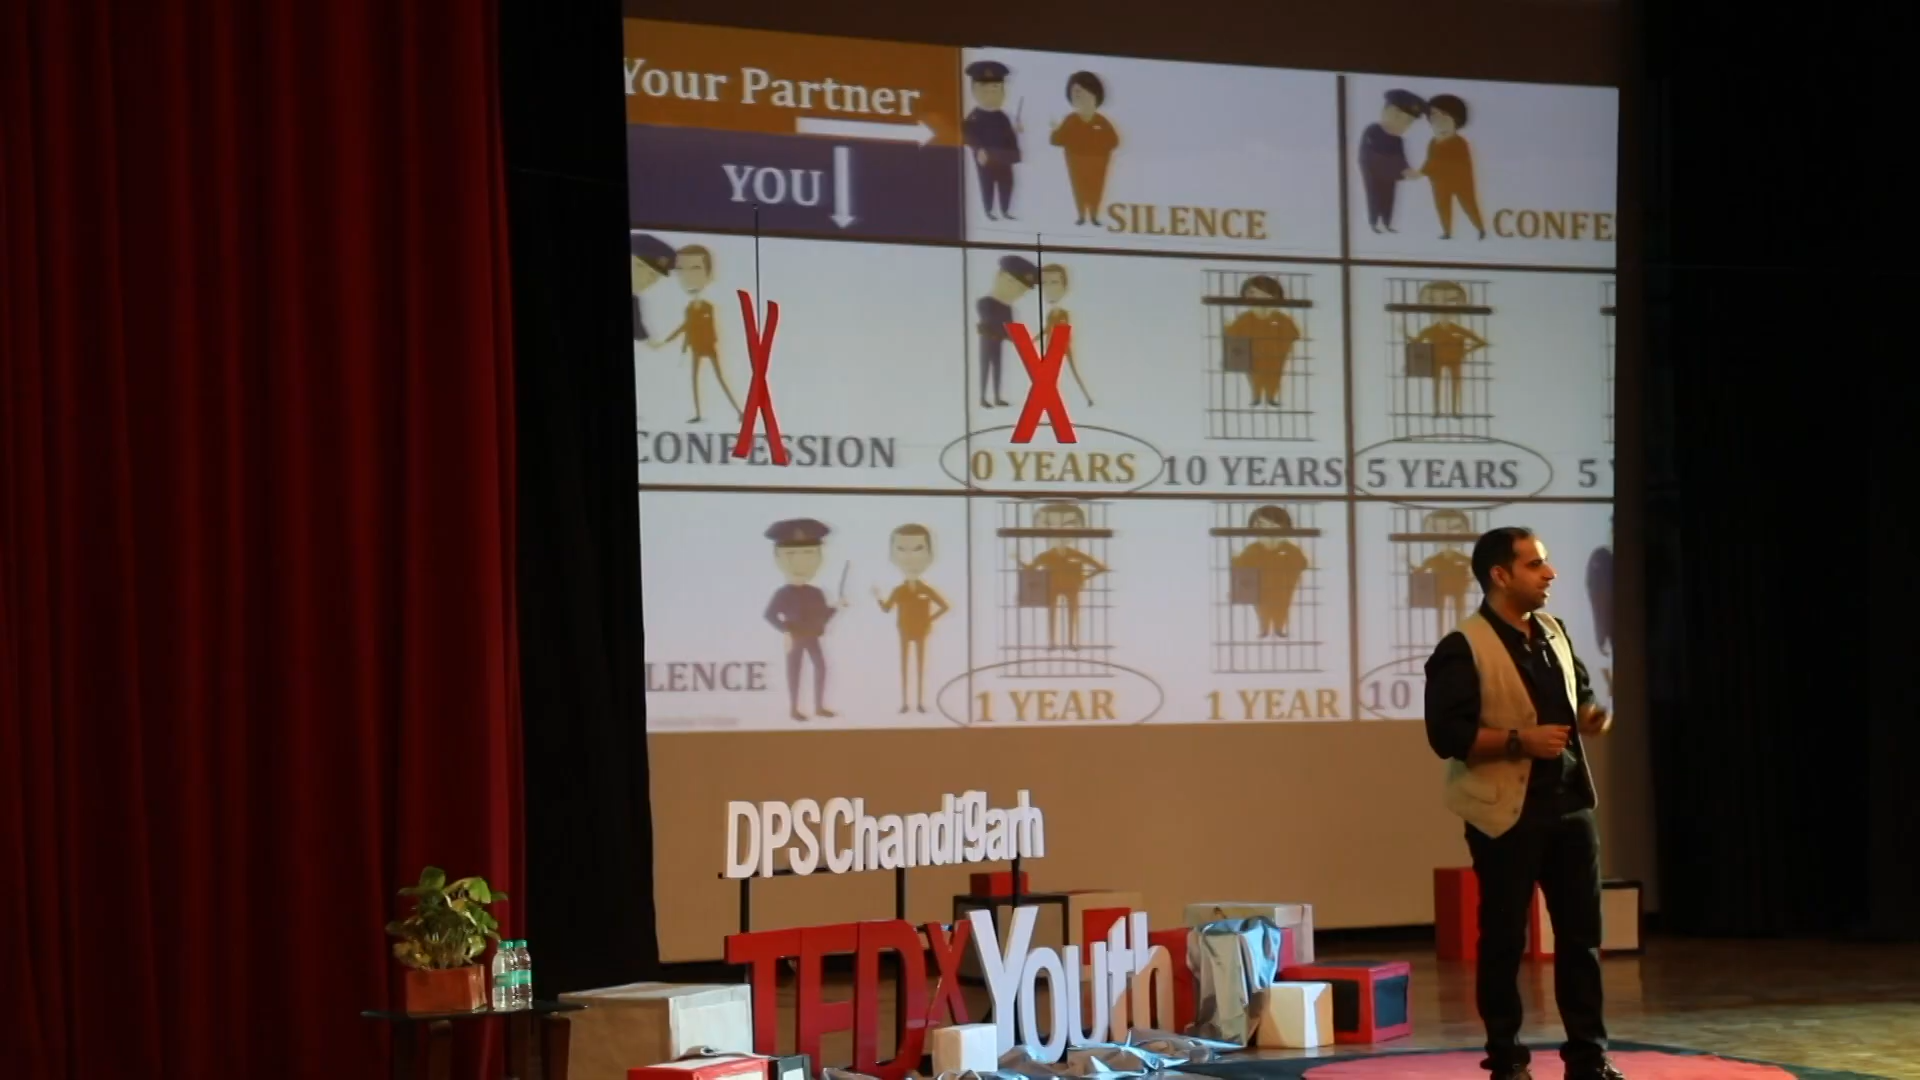 Your Partner
YOU
SILENCE
CONFE
CONFESSION
0 YEARS
10 YEARS
5 YEARS
5
LENCE
1 YEAR
1 YEAR
10
X
X
DPSChandigarh
TEDxYouth